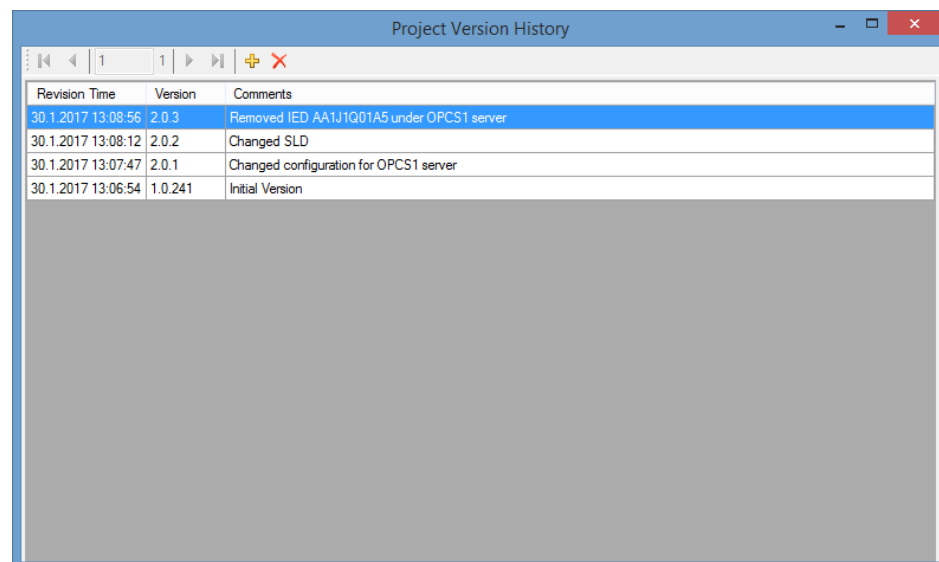 Project Version History
1 1
Revision Time Version Comments
30.1.2017 13:08:56 2.0.3 Removed IED AA1J1Q01A5 under OPCS1 server
30.1.2017 13:08:12 2.0.2 Changed SLD
30.1.2017 13:07:47 2.0.1 Changed configuration for OPCS1 server
30.1.2017 13:06:54 1.0.241 Initial Version